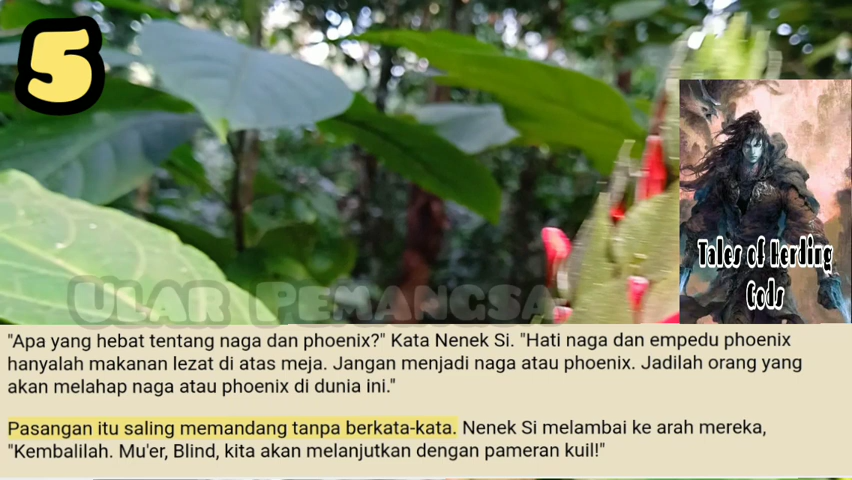 5
Tales of Herding
Gods
Ular Pemangsa
"Apa yang hebat tentang naga dan phoenix?" Kata Nenek Si. "Hati naga dan empedu phoenix
hanyalah makanan lezat di atas meja. Jangan menjadi naga atau phoenix. Jadilah orang yang
akan melahap naga atau phoenix di dunia ini."
Pasangan itu saling memandang tanpa berkata-kata. Nenek Si melambai ke arah mereka,
"Kembalilah. Mu'er, Blind, kita akan melanjutkan dengan pameran kuil!"